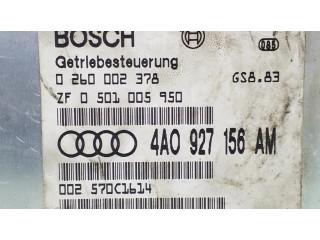 BOSCH
085
Getriebesteuerung
0 260 002 378 GS8.83
ZF 0 501 005 950
4A0 927 156 AM
002 570C1614